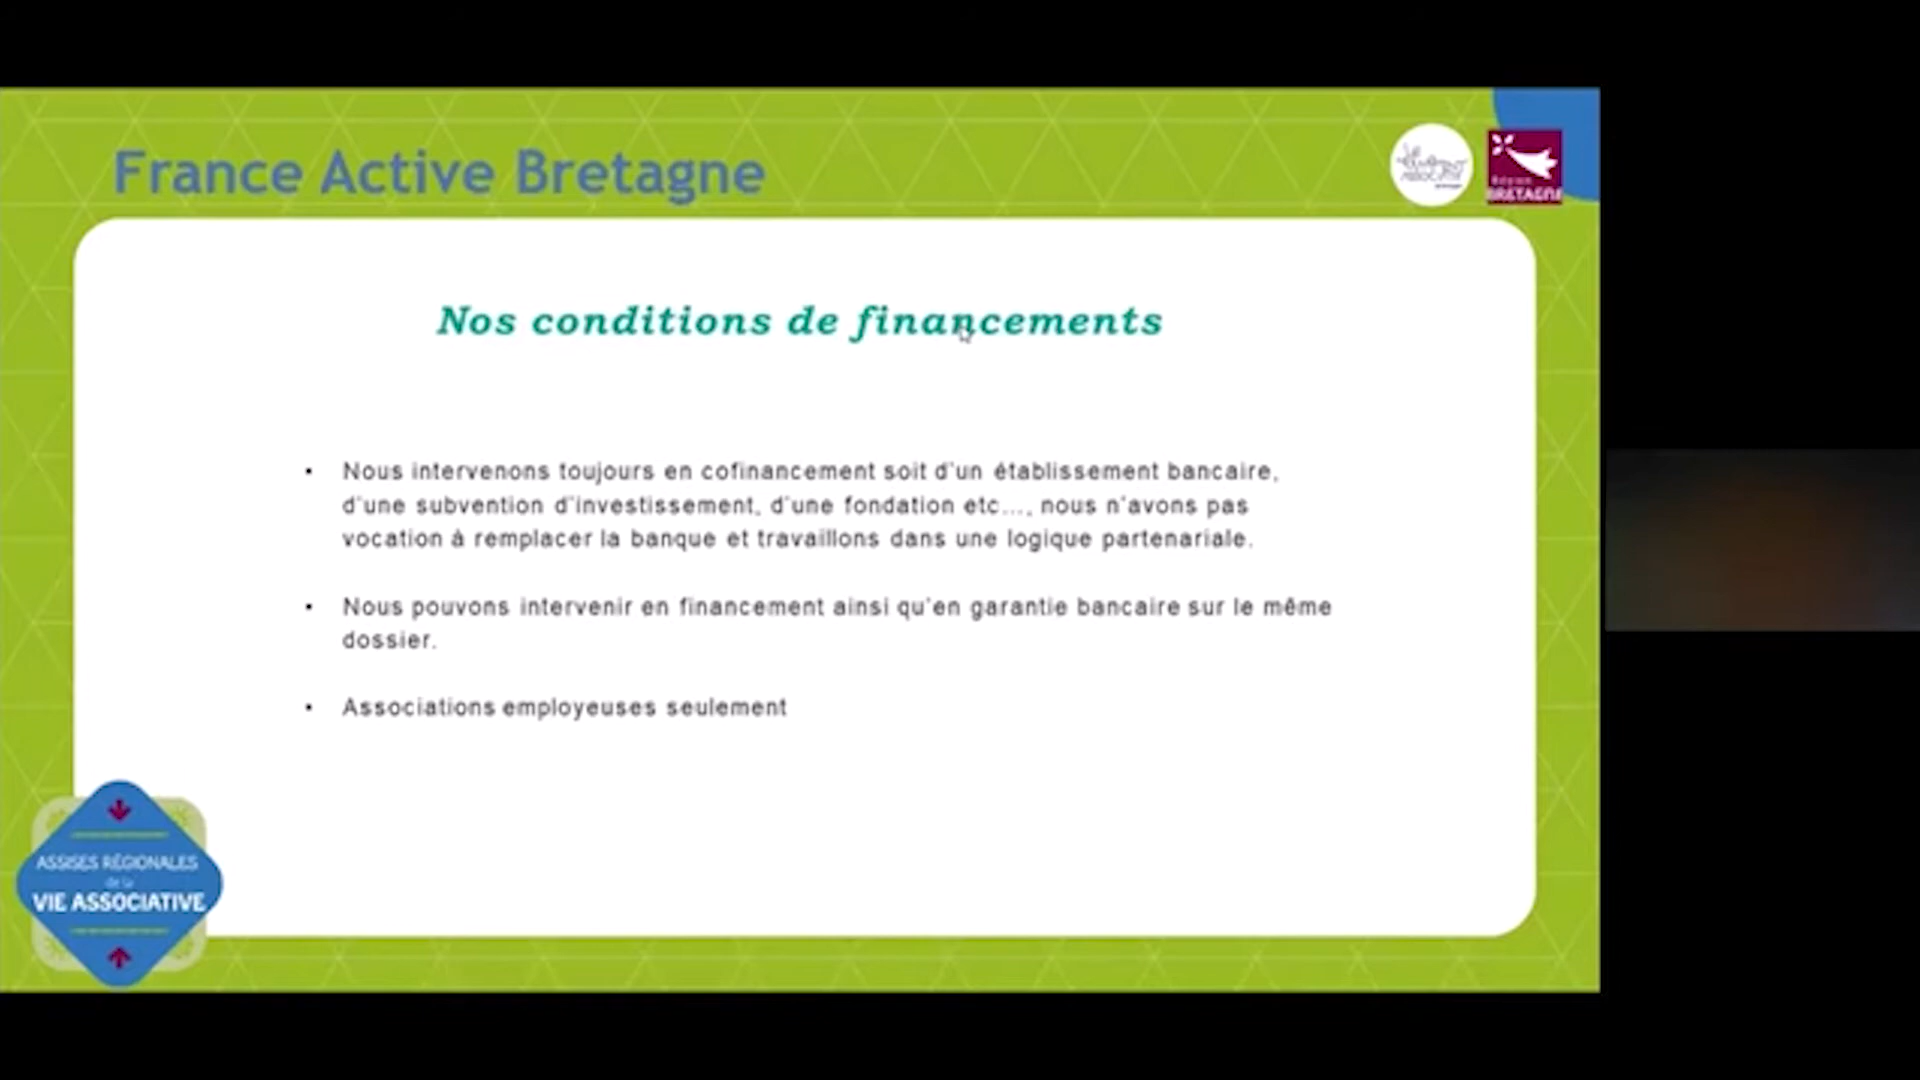 France Active Bretagne
Région
BRETAGNE
Nos conditions de financements
• Nous intervenons toujours en cofinancement soit d'un établissement bancaire,
d'une subvention d'investissement, d'une fondation etc..., nous n'avons pas
vocation à remplacer la banque et travaillons dans une logique partenariale.
• Nous pouvons intervenir en financement ainsi qu'en garantie bancaire sur le même
dossier.
• Associations employeuses seulement
ASSISES RÉGIONALES
de la
VIE ASSOCIATIVE